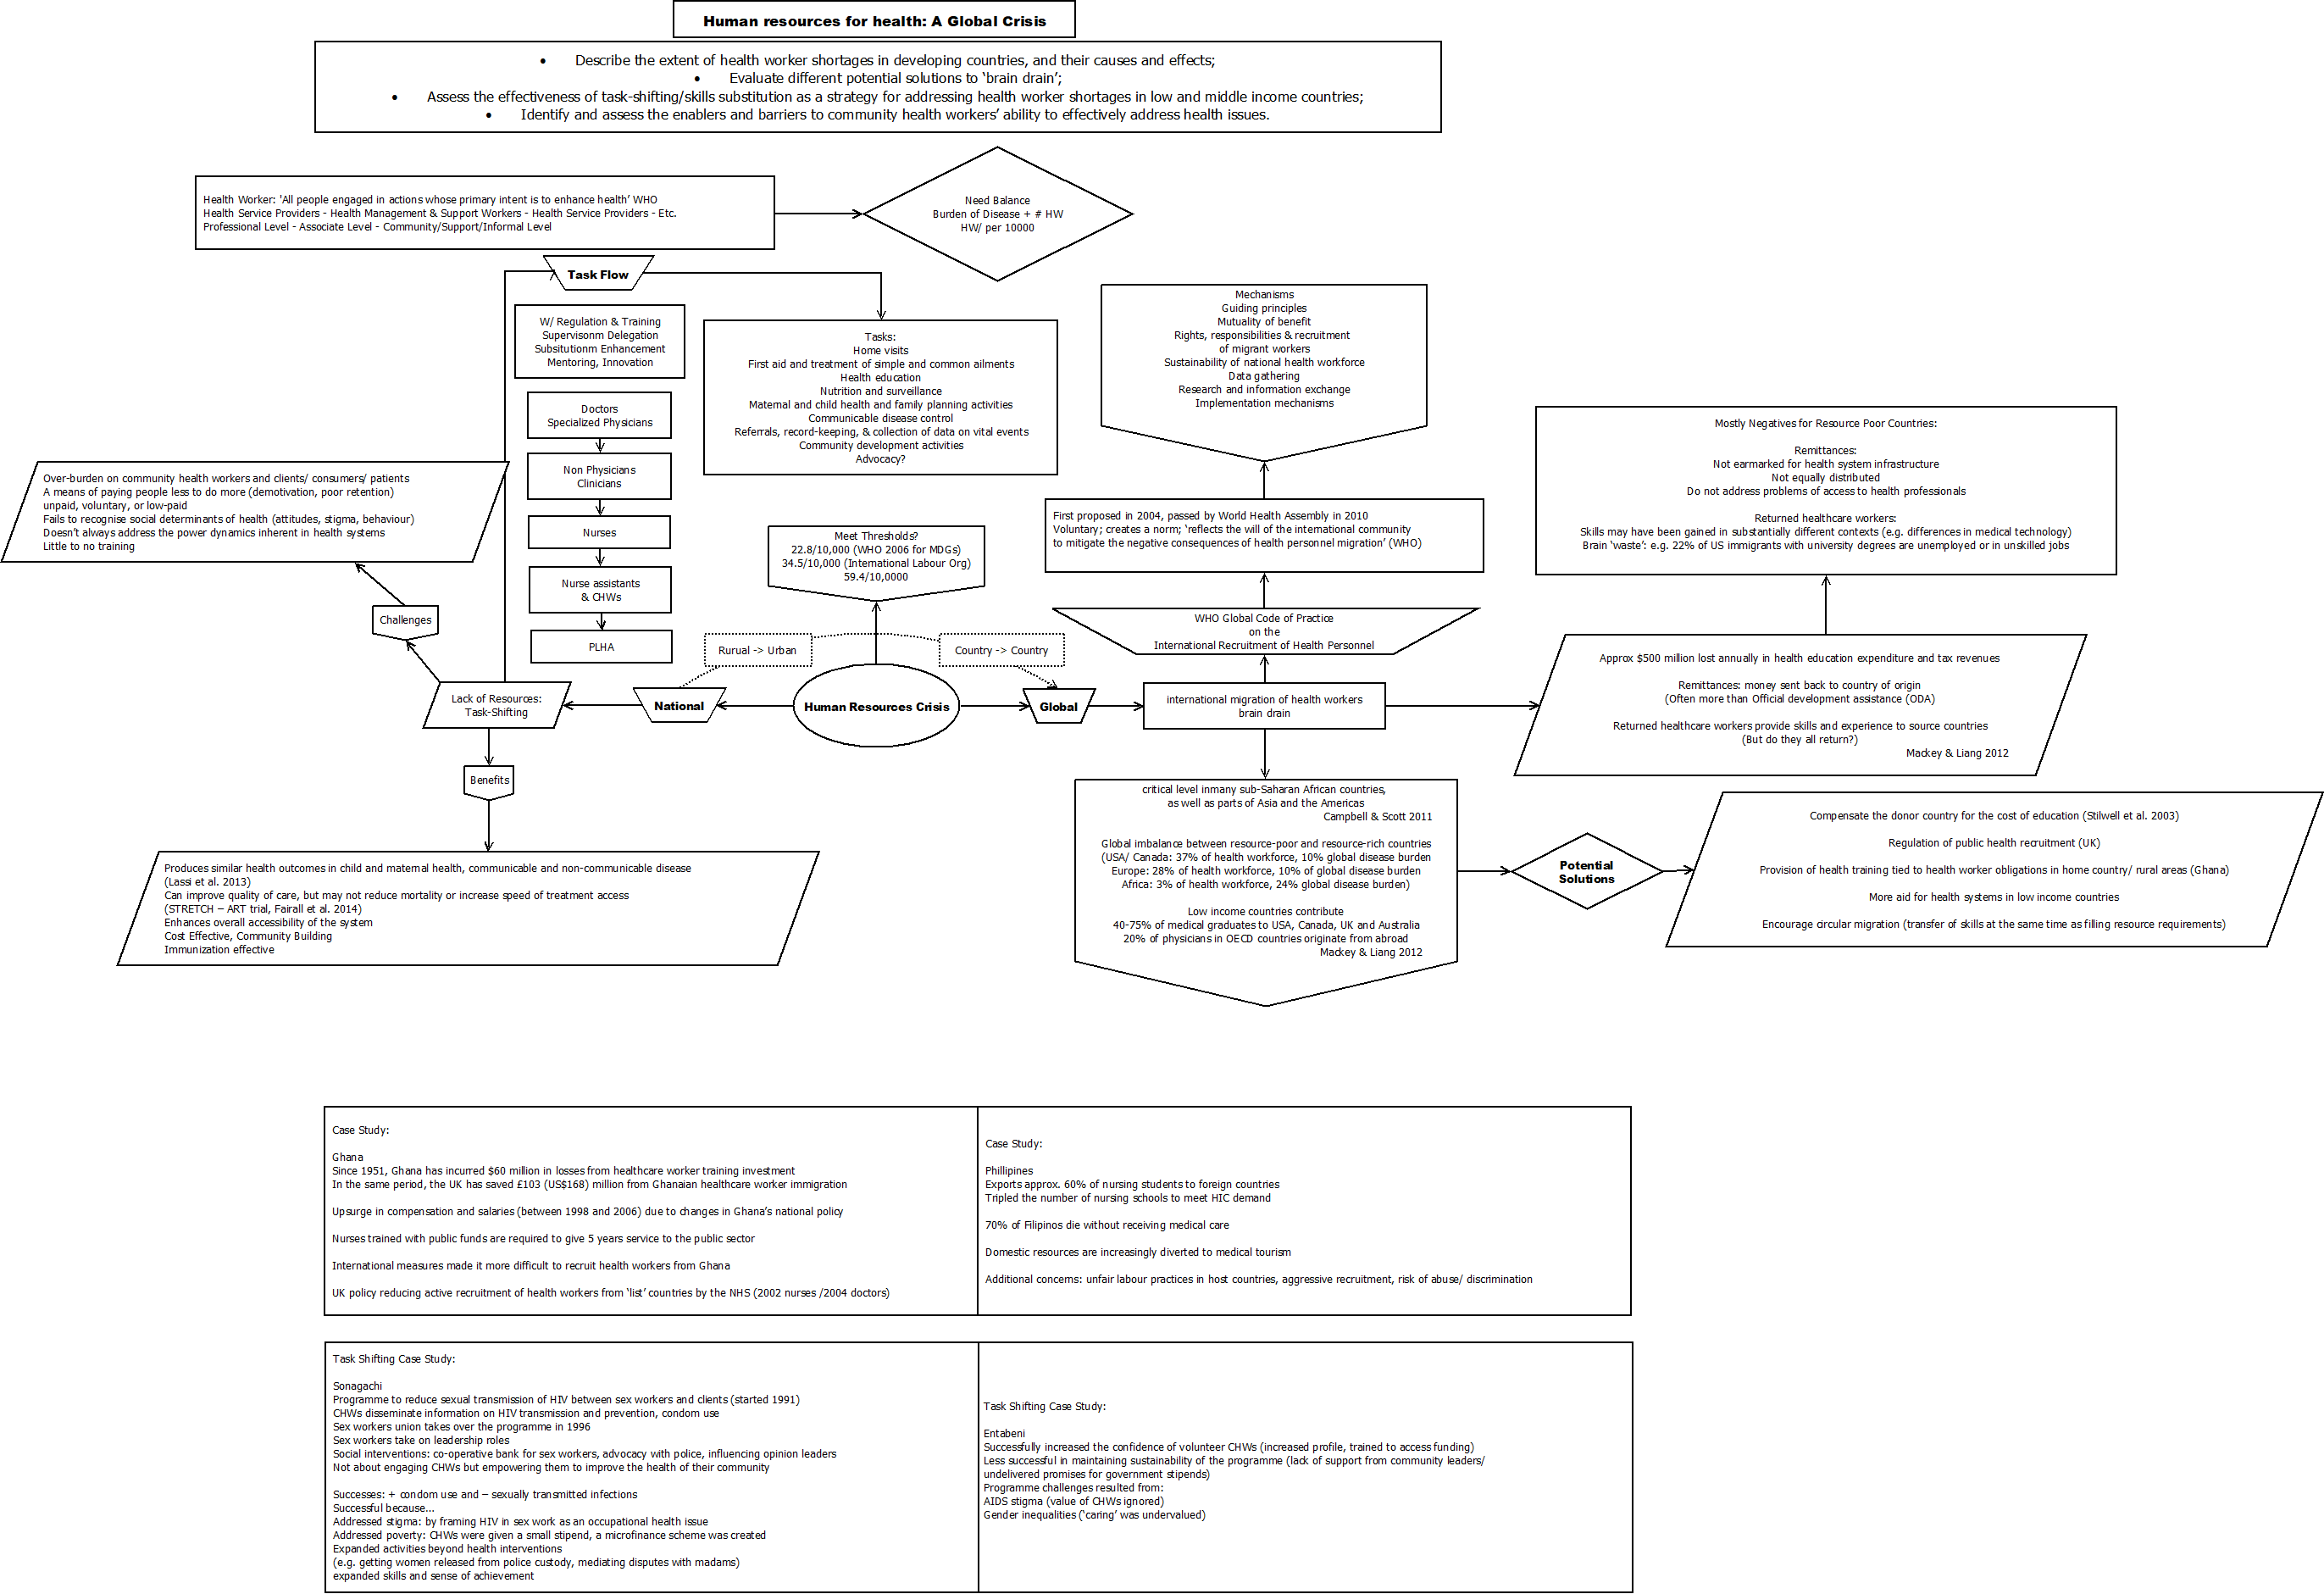 Human resources for health: A Global Crisis
• Describe the extent of health worker shortages in developing countries, and their causes and effects;
• Evaluate different potential solutions to ‘brain drain’;
• Assess the effectiveness of task-shifting/skills substitution as a strategy for addressing health worker shortages in low and middle income countries;
• Identify and assess the enablers and barriers to community health workers’ ability to effectively address health issues.
Health Worker: 'All people engaged in actions whose primary intent is to enhance health’ WHO
Health Service Providers - Health Management & Support Workers - Health Service Providers - Etc.
Professional Level - Associate Level - Community/Support/Informal Level
Need Balance
Burden of Disease + # HW
HW/ per 10000
Task Flow
W/ Regulation & Training
Supervisonm Delegation
Subsitutionm Enhancement
Mentoring, Innovation
Doctors
Specialized Physicians
Non Physicians
Clinicians
Nurses
Nurse assistants
& CHWs
PLHA
Tasks:
Home visits
First aid and treatment of simple and common ailments
Health education
Nutrition and surveillance
Maternal and child health and family planning activities
Communicable disease control
Referrals, record-keeping, & collection of data on vital events
Community development activities
Advocacy?
Mechanisms
Guiding principles
Mutuality of benefit
Rights, responsibilities & recruitment
of migrant workers
Sustainability of national health workforce
Data gathering
Research and information exchange
Implementation mechanisms
Mostly Negatives for Resource Poor Countries:
Remittances:
Not earmarked for health system infrastructure
Not equally distributed
Do not address problems of access to health professionals
Returned healthcare workers:
Skills may have been gained in substantially different contexts (e.g. differences in medical technology)
Brain ‘waste’: e.g. 22% of US immigrants with university degrees are unemployed or in unskilled jobs
Over-burden on community health workers and clients/ consumers/ patients
A means of paying people less to do more (demotivation, poor retention)
unpaid, voluntary, or low-paid
Fails to recognise social determinants of health (attitudes, stigma, behaviour)
Doesn’t always address the power dynamics inherent in health systems
Little to no training
Meet Thresholds?
22.8/10,000 (WHO 2006 for MDGs)
34.5/10,000 (International Labour Org)
59.4/10,0000
First proposed in 2004, passed by World Health Assembly in 2010
Voluntary; creates a norm; ‘reflects the will of the international community
to mitigate the negative consequences of health personnel migration’ (WHO)
WHO Global Code of Practice
on the
International Recruitment of Health Personnel
Challenges
Rurual -> Urban
Country -> Country
Lack of Resources:
Task-Shifting
National
Human Resources Crisis
Global
international migration of health workers
brain drain
Approx $500 million lost annually in health education expenditure and tax revenues
Remittances: money sent back to country of origin
(Often more than Official development assistance (ODA)
Returned healthcare workers provide skills and experience to source countries
(But do they all return?)
Mackey & Liang 2012
Benefits
Produces similar health outcomes in child and maternal health, communicable and non-communicable disease
(Lassi et al. 2013)
Can improve quality of care, but may not reduce mortality or increase speed of treatment access
(STRETCH – ART trial, Fairall et al. 2014)
Enhances overall accessibility of the system
Cost Effective, Community Building
Immunization effective
critical level inmany sub-Saharan African countries,
as well as parts of Asia and the Americas
Campbell & Scott 2011
Global imbalance between resource-poor and resource-rich countries
(USA/ Canada: 37% of health workforce, 10% global disease burden
Europe: 28% of health workforce, 10% of global disease burden
Africa: 3% of health workforce, 24% global disease burden)
Low income countries contribute
40-75% of medical graduates to USA, Canada, UK and Australia
20% of physicians in OECD countries originate from abroad
Mackey & Liang 2012
Potential
Solutions
Compensate the donor country for the cost of education (Stilwell et al. 2003)
Regulation of public health recruitment (UK)
Provision of health training tied to health worker obligations in home country/ rural areas (Ghana)
More aid for health systems in low income countries
Encourage circular migration (transfer of skills at the same time as filling resource requirements)
Case Study:
Ghana
Since 1951, Ghana has incurred $60 million in losses from healthcare worker training investment
In the same period, the UK has saved £103 (US$168) million from Ghanaian healthcare worker immigration
Upsurge in compensation and salaries (between 1998 and 2006) due to changes in Ghana’s national policy
Nurses trained with public funds are required to give 5 years service to the public sector
International measures made it more difficult to recruit health workers from Ghana
UK policy reducing active recruitment of health workers from ‘list’ countries by the NHS (2002 nurses /2004 doctors)
Case Study:
Phillipines
Exports approx. 60% of nursing students to foreign countries
Tripled the number of nursing schools to meet HIC demand
70% of Filipinos die without receiving medical care
Domestic resources are increasingly diverted to medical tourism
Additional concerns: unfair labour practices in host countries, aggressive recruitment, risk of abuse/ discrimination
Task Shifting Case Study:
Sonagachi
Programme to reduce sexual transmission of HIV between sex workers and clients (started 1991)
CHWs disseminate information on HIV transmission and prevention, condom use
Sex workers union takes over the programme in 1996
Sex workers take on leadership roles
Social interventions: co-operative bank for sex workers, advocacy with police, influencing opinion leaders
Not about engaging CHWs but empowering them to improve the health of their community
Successes: + condom use and – sexually transmitted infections
Successful because...
Addressed stigma: by framing HIV in sex work as an occupational health issue
Addressed poverty: CHWs were given a small stipend, a microfinance scheme was created
Expanded activities beyond health interventions
(e.g. getting women released from police custody, mediating disputes with madams)
expanded skills and sense of achievement
Task Shifting Case Study:
Entabeni
Successfully increased the confidence of volunteer CHWs (increased profile, trained to access funding)
Less successful in maintaining sustainability of the programme (lack of support from community leaders/
undelivered promises for government stipends)
Programme challenges resulted from:
AIDS stigma (value of CHWs ignored)
Gender inequalities (‘caring’ was undervalued)